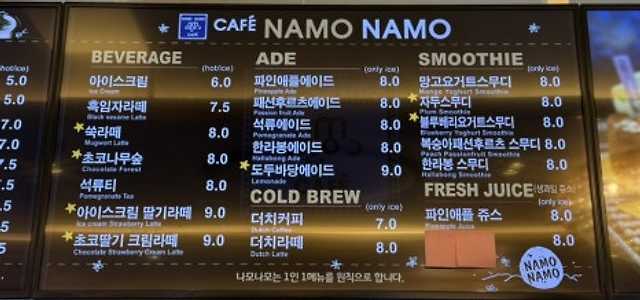 CAFÉ NAMO NAMO
(hot/ice)
5.0
5.0
7.0
7.0
7.5
7.5
7.5
BEVERAGE (hot/ice)
아이스크림 6.0
Ice Cream
흑임자라떼 7.5
Black sesame Latte
쑥라떼 8.0
Mugwort Latte
초코나무숲 8.0
Chocolate Forest
석류티 8.0
Pomegranate Tea
아이스크림 딸기라떼 9.0
Ice cream Strawberry Latte
초코딸기 크림라떼 9.0
Chocolate Strawberry Cream Latte
ADE (only ice)
파인애플에이드 8.0
Pineapple Ade
패션후르츠에이드 8.0
Passion fruit Ade
석류에이드 8.0
Pomegranate Ade
한라봉에이드 8.0
Hallabong Ade
도두바당에이드 9.0
Lemonade
COLD BREW (only ice)
더치커피 7.0
Dutch Coffee
더치라떼 8.0
Dutch Latte
SMOOTHIE (only ice)
망고요거트스무디 8.0
Mango Yoghurt Smoothie
자두스무디 8.0
Plum Smoothie
블루베리요거트스무디 8.0
Blueberry Yoghurt Smoothie
복숭아패션후르츠 스무디 8.0
Peach Passionfruit Smoothie
한라봉 스무디 8.0
Hallabong Smoothie
FRESH JUICE (생과일 쥬스)
(only ice)
파인애플 쥬스 8.0
Pineapple Juice
8.0
나모나모는 1인 1메뉴를 원칙으로 합니다.
NAMO
NAMO